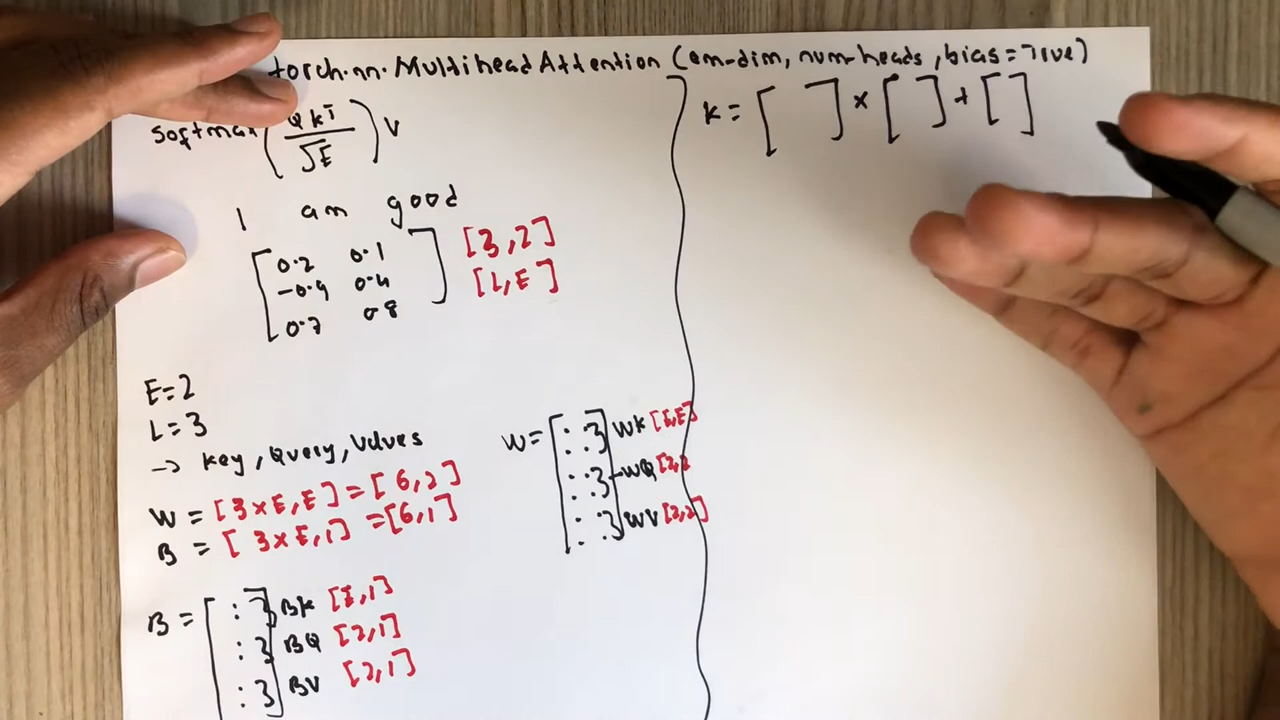 torch.nn.MultiheadAttention (em-dim, num-heads, bias=True)
softmax(QKT/√E)V
I am good
[0.2 0.1] [3,2]
[-0.4 0.4] [L,E]
[0.7 0.8]
E=2
L=3
→ key, Query, Values
W = [3×E,E] = [6,2]
B = [3×E,1] = [6,1]
B = [ : ] BK [E,1]
: BQ [2,1]
: BV [2,1]
W = [ : : ] WK [E,E]
: : WQ [2,2
: : WV [2,2]
K = [ ] × [ ] + [ ]